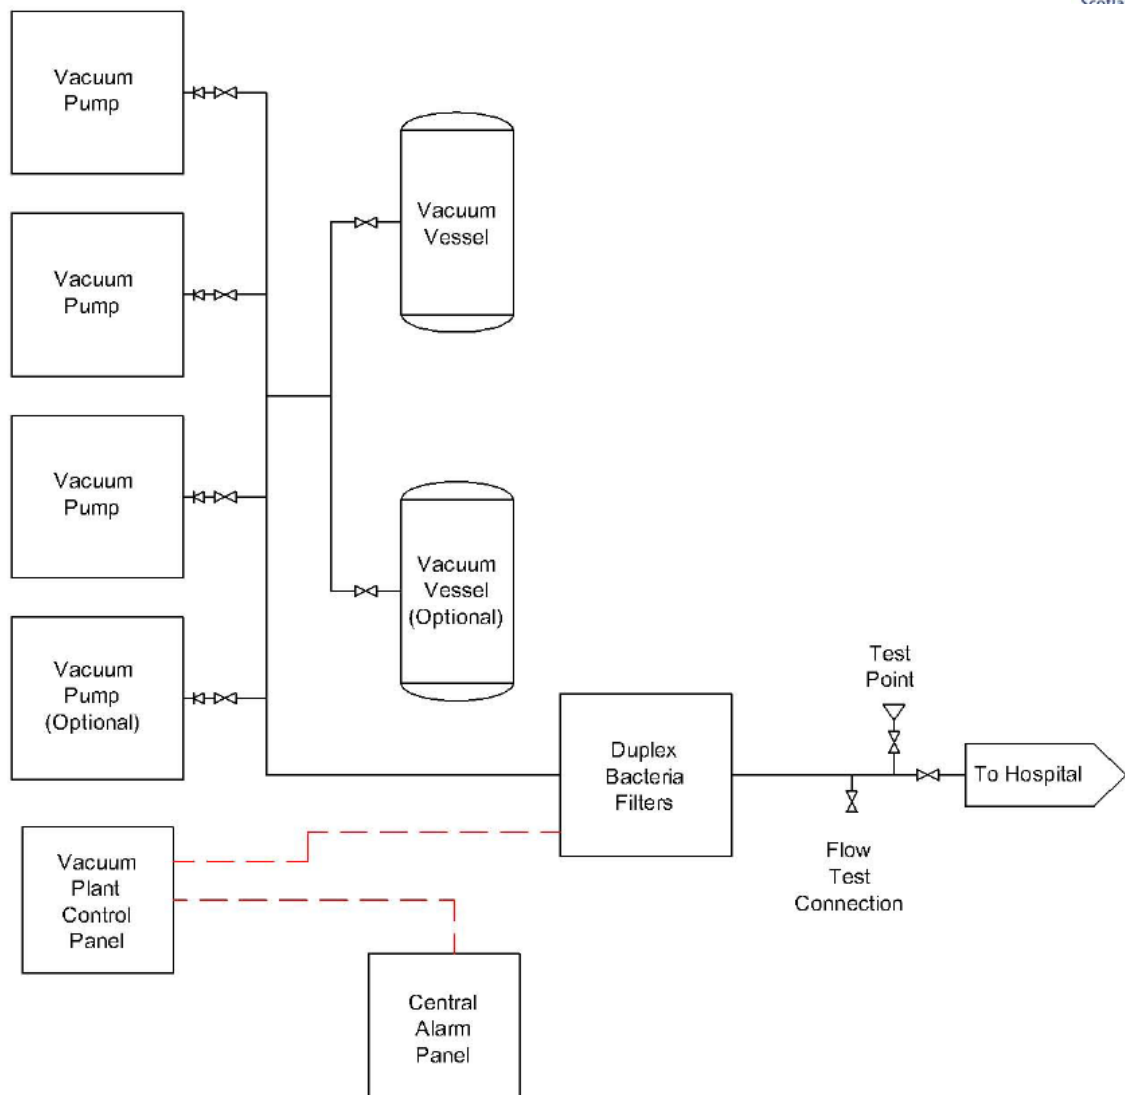 Vacuum
Pump
Vacuum
Vessel
Vacuum
Pump
Vacuum
Pump
Vacuum
Vessel
(Optional)
Vacuum
Pump
(Optional)
Test
Point
Duplex
Bacteria
Filters
To Hospital
Vacuum
Plant
Control
Panel
Flow
Test
Connection
Central
Alarm
Panel